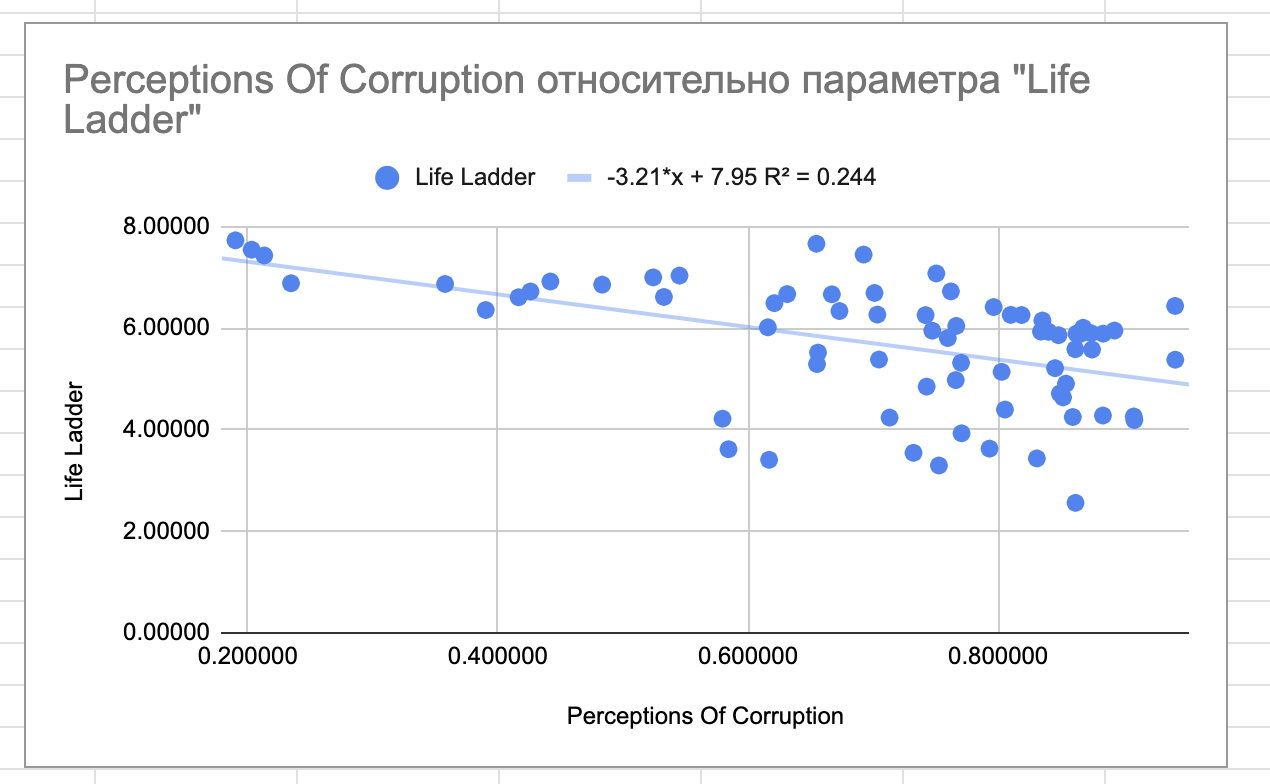 Perceptions Of Corruption относительно параметра "Life
Ladder"
Life Ladder
-3.21*x + 7.95 R² = 0.244
8.00000
6.00000
4.00000
2.00000
0.00000
Life Ladder
0.200000
0.400000
0.600000
0.800000
Perceptions Of Corruption